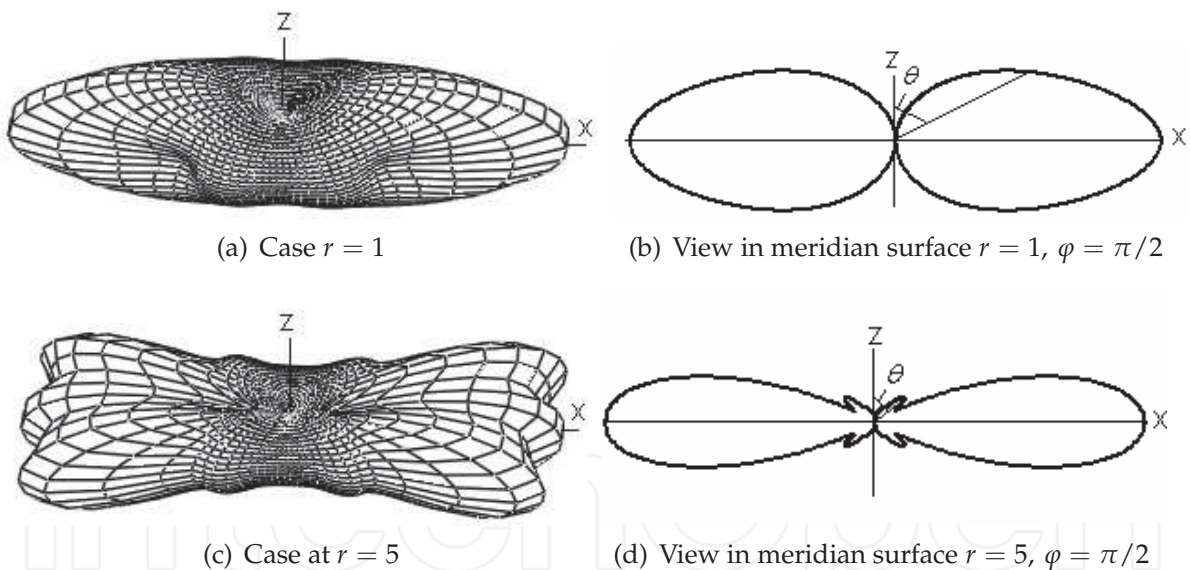 Z
X
(a) Case r = 1
Z
θ
X
(b) View in meridian surface r = 1, φ = π/2
Z
X
(c) Case at r = 5
Z
θ
X
(d) View in meridian surface r = 5, φ = π/2